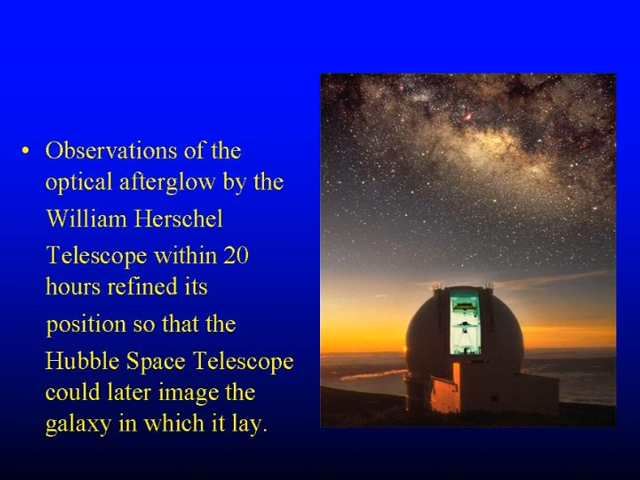 • Observations of the
optical afterglow by the
William Herschel
Telescope within 20
hours refined its
position so that the
Hubble Space Telescope
could later image the
galaxy in which it lay.